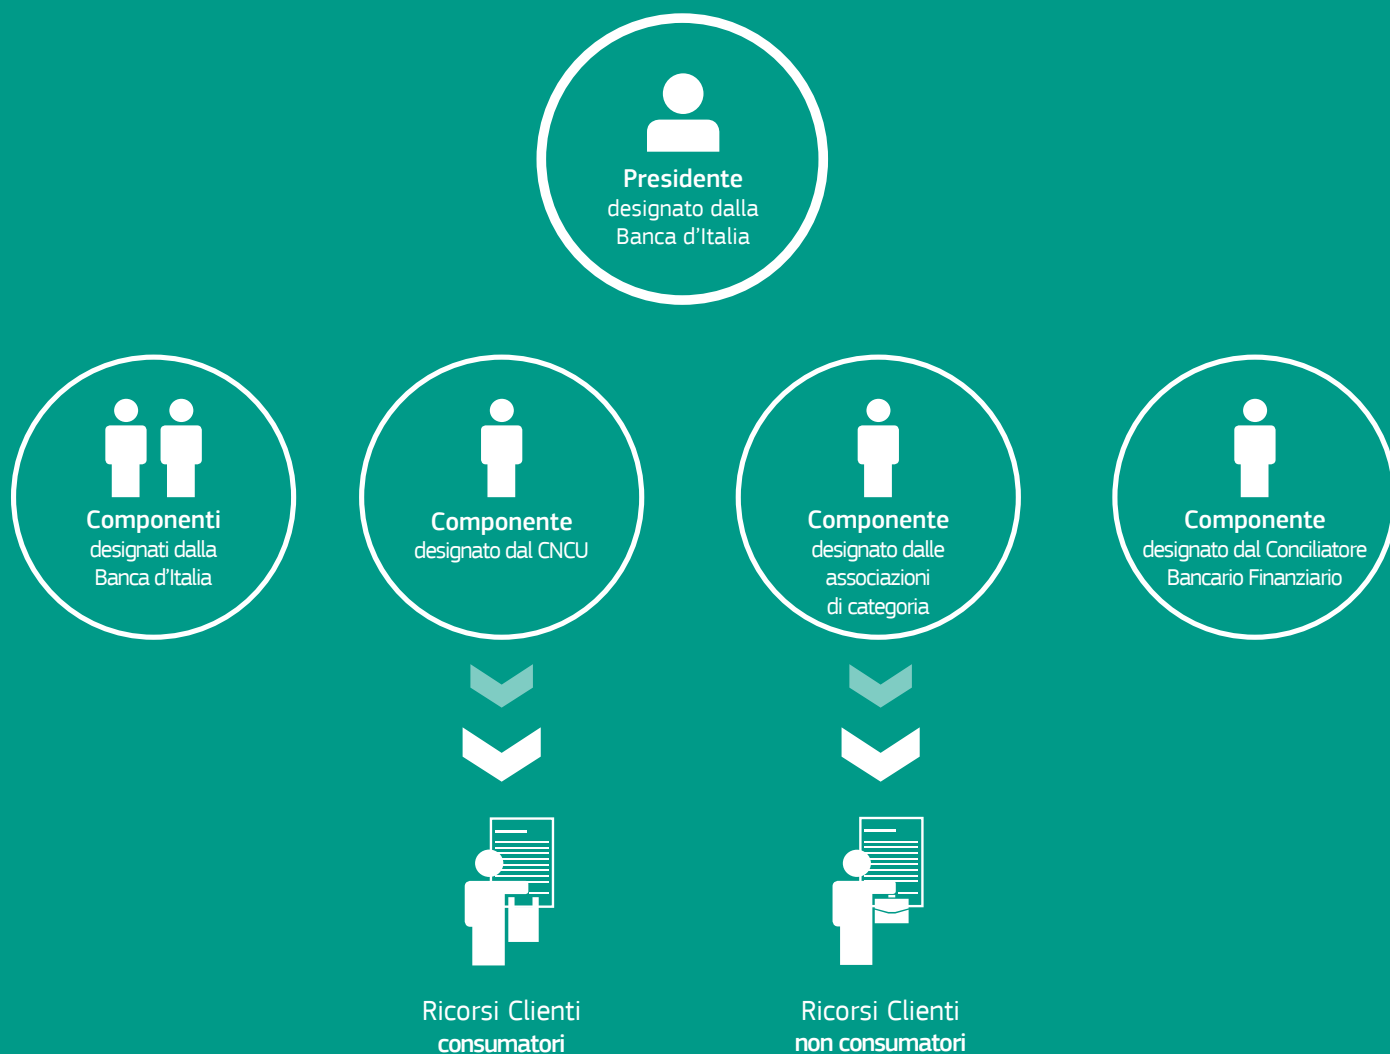 Presidente
designato dalla
Banca d'Italia
Componenti
designati dalla
Banca d'Italia
Componente
designato dal CNCU
Componente
designato dalle
associazioni
di categoria
Componente
designato dal Conciliatore
Bancario Finanziario
Ricorsi Clienti
consumatori
Ricorsi Clienti
non consumatori